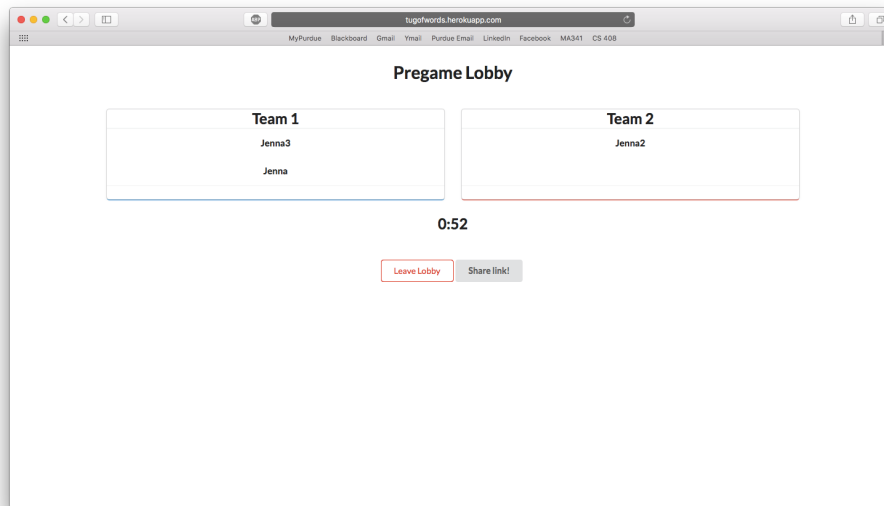 ABP
tugofwords.herokuapp.com
MyPurdue Blackboard Gmail Ymail Purdue Email LinkedIn Facebook MA341 CS 408
Pregame Lobby
Team 1 Team 2
Jenna3 Jenna2
Jenna
0:52
Leave Lobby Share link!